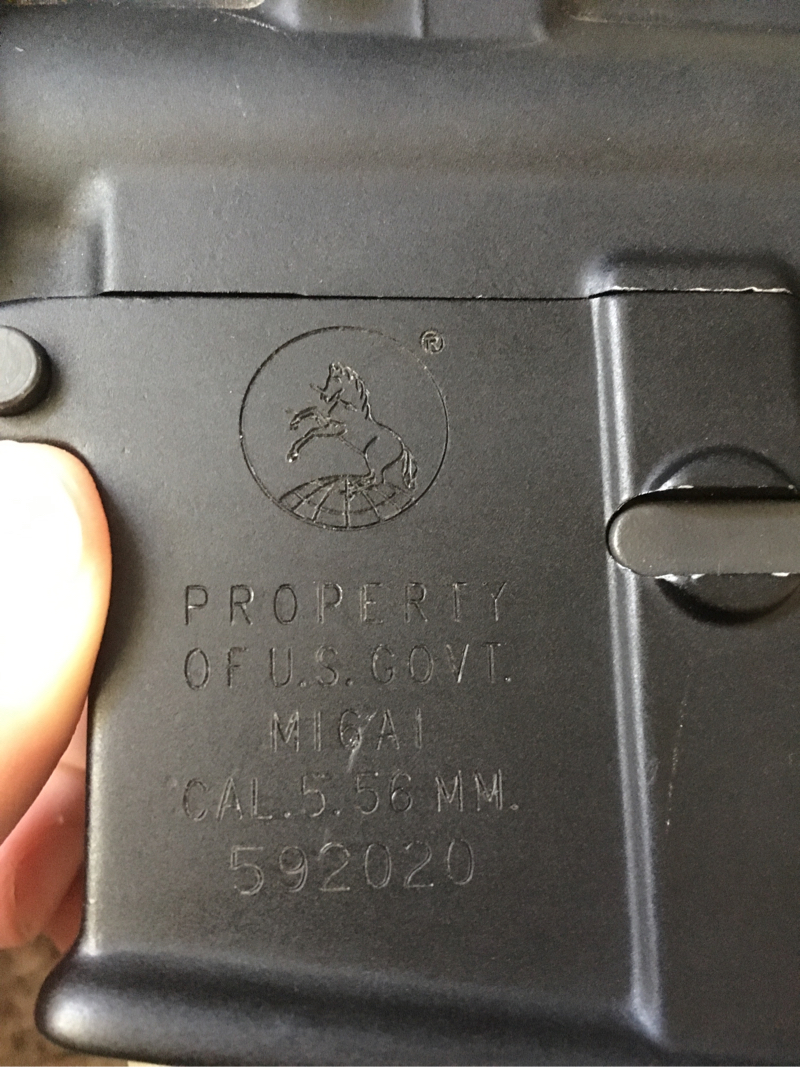 ®
PROPERTY
OF U.S. GOVT.
M16A1
CAL. 5.56 MM.
592020